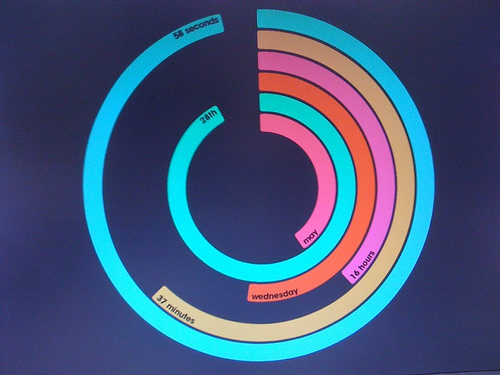 58 seconds
28th
may
16 hours
wednesday
37 minutes